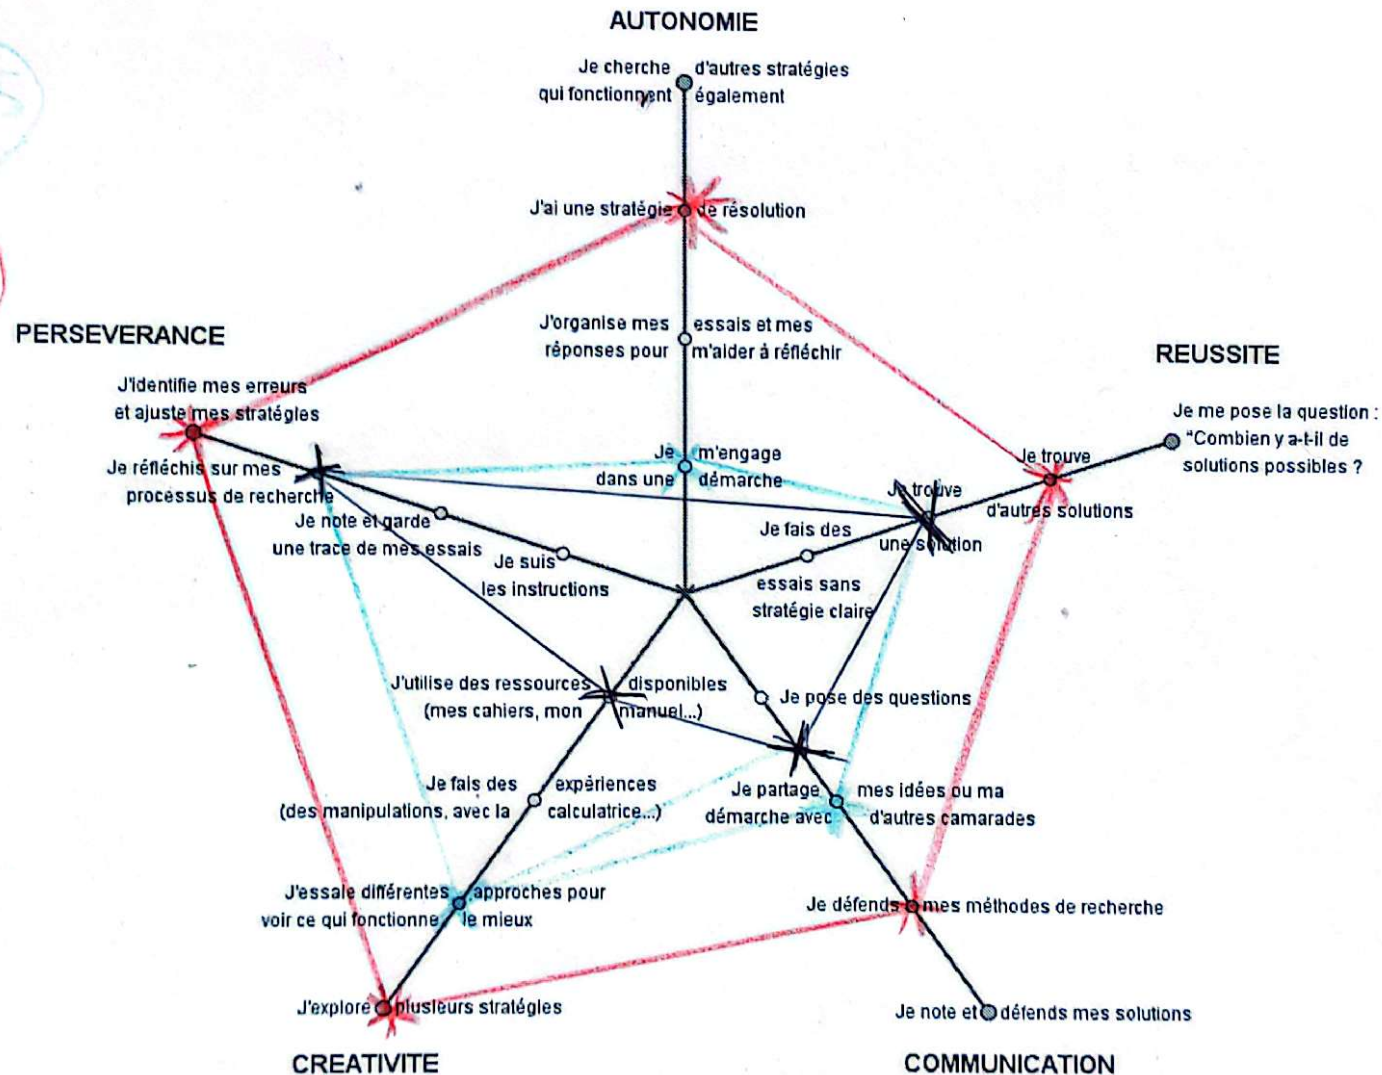 AUTONOMIE
Je cherche d'autres stratégies
qui fonctionnent également
J'ai une stratégie de résolution
J'organise mes essais et mes
réponses pour m'aider à réfléchir
Je m'engage
dans une démarche
PERSEVERANCE
J'identifie mes erreurs
et ajuste mes stratégies
Je réfléchis sur mes
processus de recherche
Je note et garde
une trace de mes essais
Je suis
les instructions
REUSSITE
Je me pose la question :
"Combien y a-t-il de
solutions possibles ?
Je trouve
d'autres solutions
Je trouve
une solution
Je fais des
essais sans
stratégie claire
J'utilise des ressources disponibles
(mes cahiers, mon manuel...)
Je fais des expériences
(des manipulations, avec la calculatrice...)
J'essaie différentes approches pour
voir ce qui fonctionne le mieux
J'explore plusieurs stratégies
CREATIVITE
Je pose des questions
Je partage mes idées ou ma
démarche avec d'autres camarades
Je défends mes méthodes de recherche
Je note et défends mes solutions
COMMUNICATION